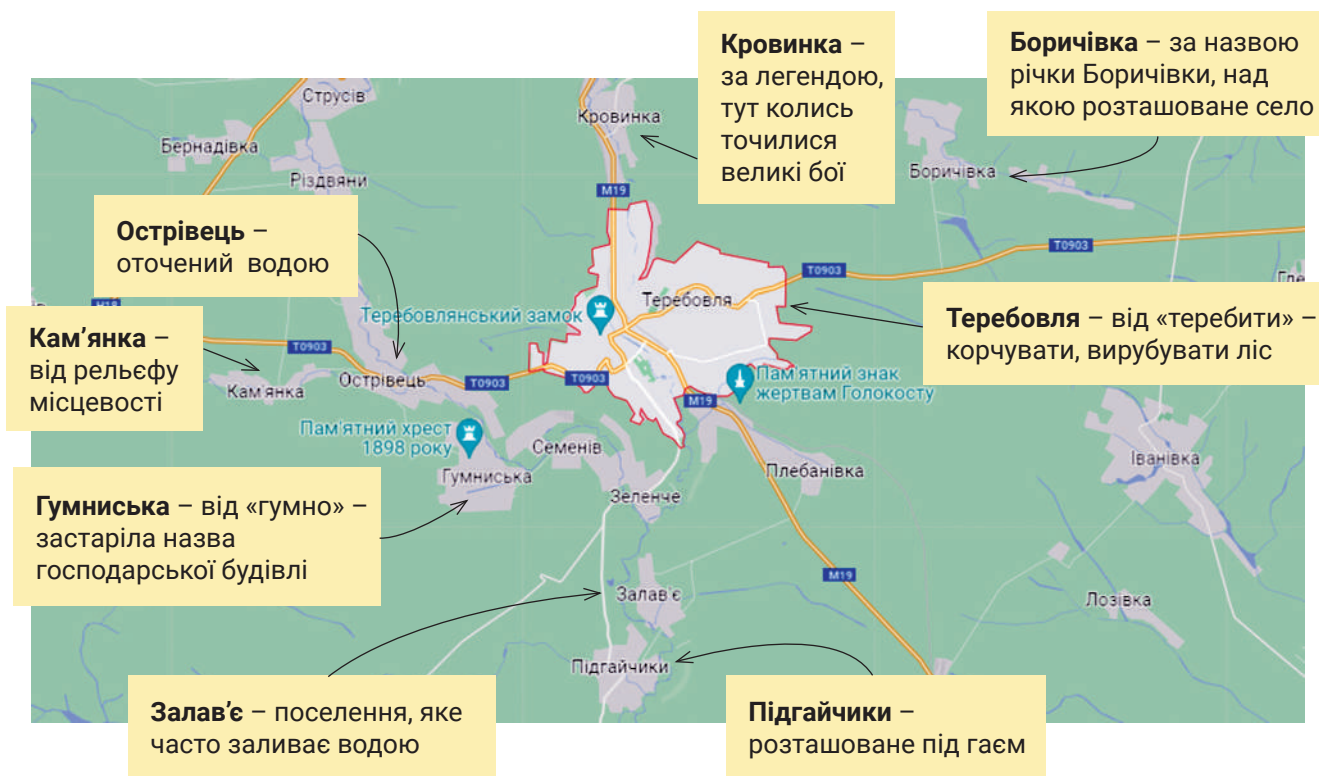 Кровинка –
за легендою,
тут колись
точилися
великі бої
Боричівка – за назвою
річки Боричівки, над
якою розташоване село
Струсів
Бернадівка
Різдвяни
Кровинка
Боричівка
M19
T0903
T0903
Острівець –
оточений водою
Теребовля
Теребовлянський замок
Теребовля – від «теребити» –
корчувати, вирубувати ліс
Кам’янка –
від рельєфу
місцевості
T0903
Кам'янка
Острівець
T0903
T0903
Пам'ятний знак
жертвам Голокосту
M19
Пам'ятний хрест
1898 року
Семенів
Гумниська
Плебанівка
Іванівка
Зеленче
Гумниська – від «гумно» –
застаріла назва
господарської будівлі
M19
Залав'є
Лозівка
Підгайчики
Залав’є – поселення, яке
часто заливає водою
Підгайчики –
розташоване під гаєм